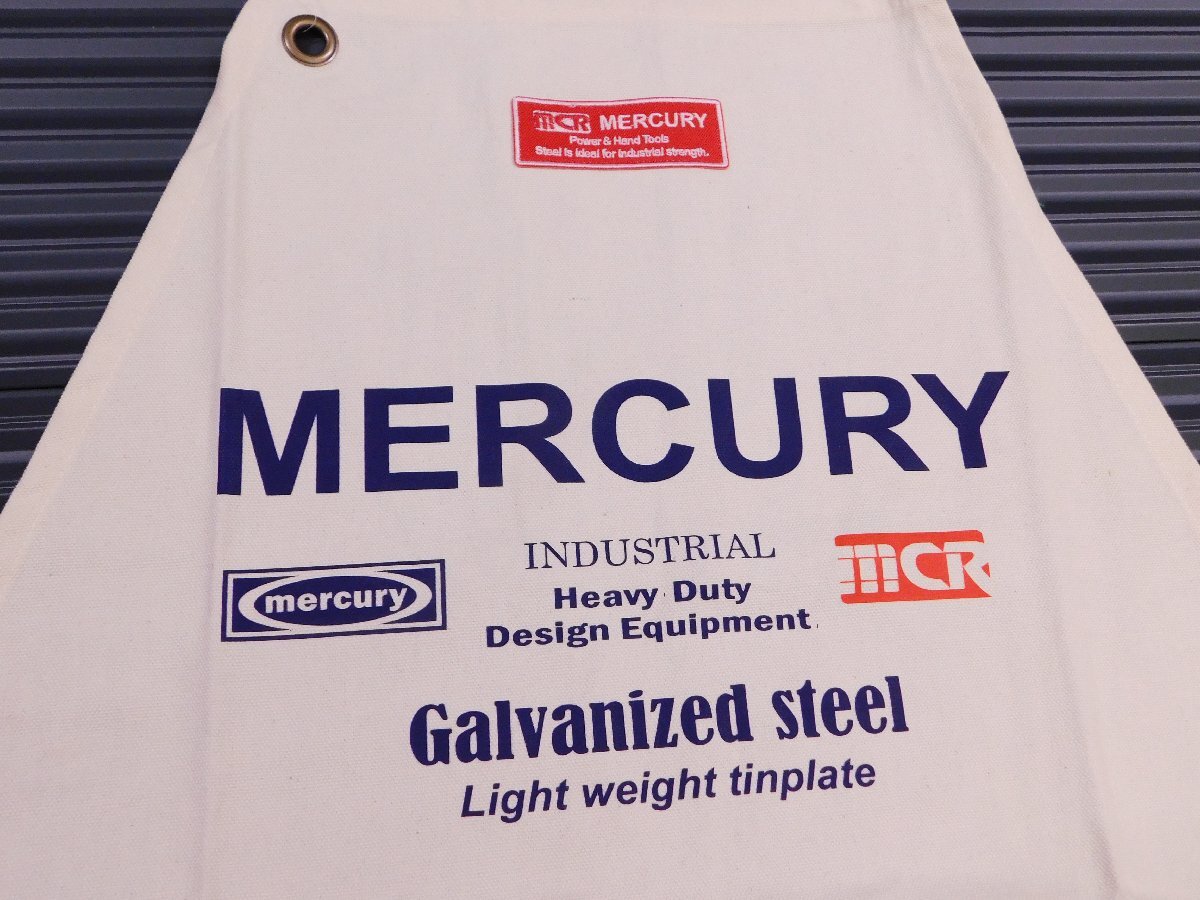 MCR MERCURY
Power & Hand Tools
Steel is ideal for industrial strength.
MERCURY
INDUSTRIAL
mercury
Heavy Duty
Design Equipment
MCR
Galvanized steel
Light weight tinplate